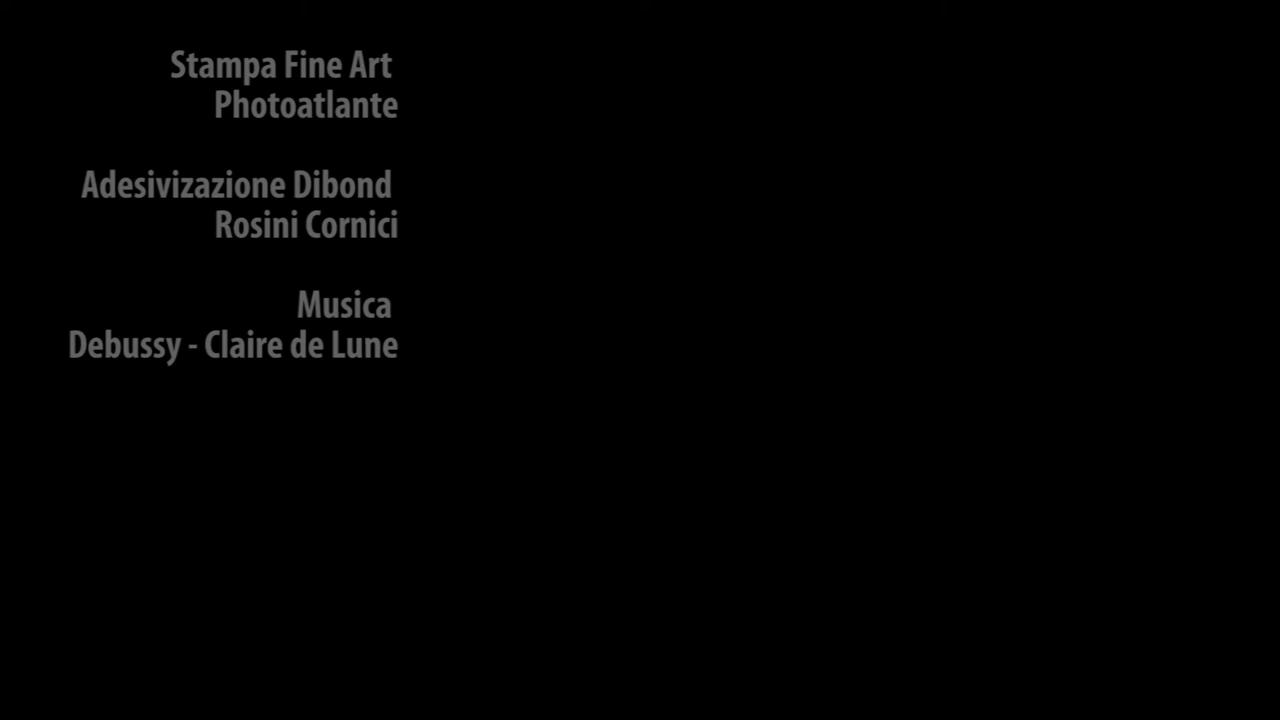 Stampa Fine Art
Photoatlante
Adesivizazione Dibond
Rosini Cornici
Musica
Debussy - Claire de Lune